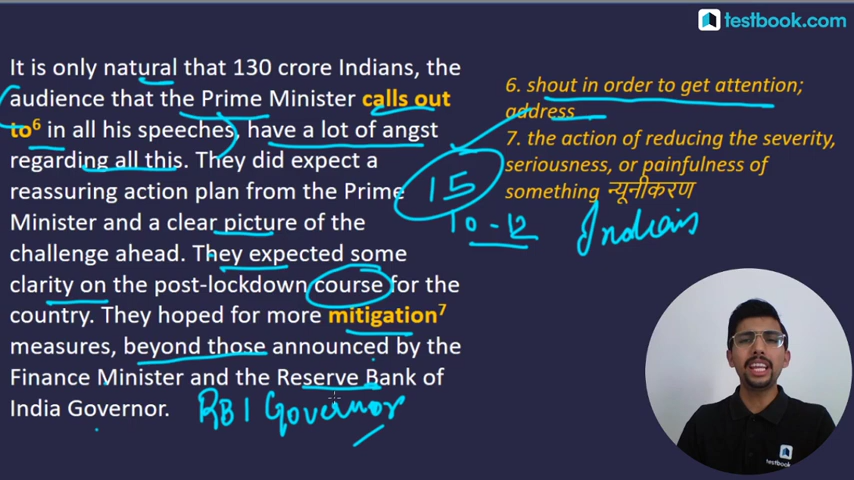 testbook.com
It is only natural that 130 crore Indians, the
audience that the Prime Minister calls out
to⁶ in all his speeches, have a lot of angst
regarding all this. They did expect a
reassuring action plan from the Prime
Minister and a clear picture of the
challenge ahead. They expected some
clarity on the post-lockdown course for the
country. They hoped for more mitigation⁷
measures, beyond those announced by the
Finance Minister and the Reserve Bank of
India Governor.
RBI Governor
6. shout in order to get attention;
address
7. the action of reducing the severity,
seriousness, or painfulness of
something न्यूनीकरण
15
10-12
Indians
testbook